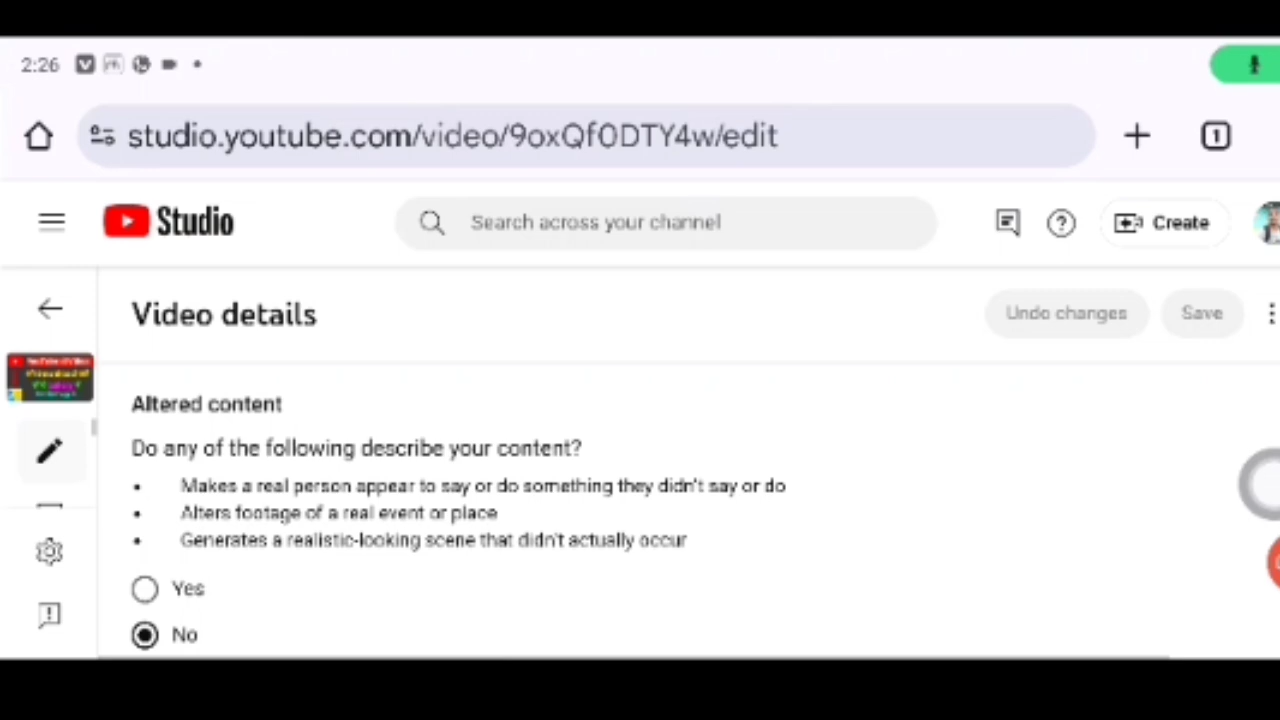 2:26
studio.youtube.com/video/9oxQf0DTY4w/edit
1
Studio
Search across your channel
Create
Video details
Undo changes
Save
Altered content
Do any of the following describe your content?
• Makes a real person appear to say or do something they didn't say or do
• Alters footage of a real event or place
• Generates a realistic-looking scene that didn't actually occur
Yes
No